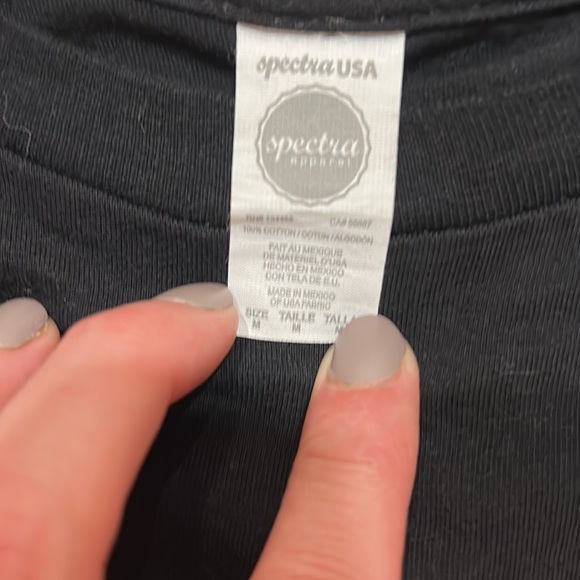 spectraUSA
spectra
apparel
100% COTTON / COTON / ALGODÓN
FAIT AU MEXIQUE
DE MATERIEL D'USA
HECHO EN MEXICO
CON TELA DE E.U.
MADE IN MEXICO
OF USA FABRIC
SIZE TAILLE
M M M